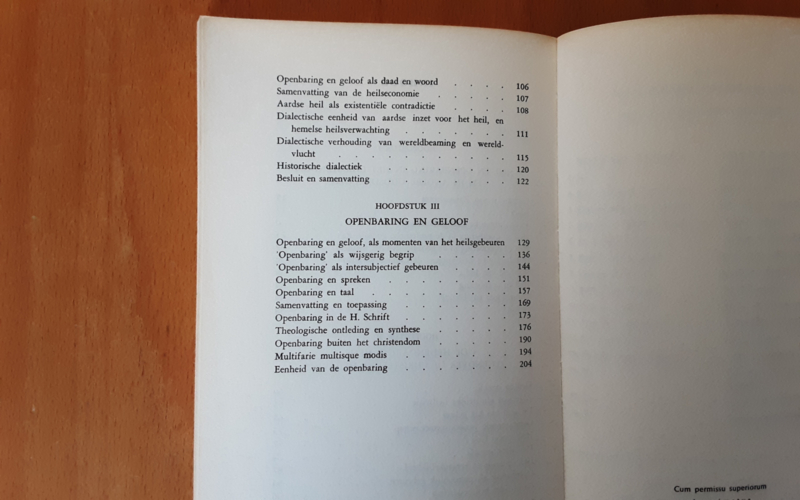 Openbaring en geloof als daad en woord . . . . 106
Samenvatting van de heilseconomie . . . . . 107
Aardse heil als existentiële contradictie . . . . 108
Dialectische eenheid van aardse inzet voor het heil, en
hemelse heilsverwachting . . . . . . . 111
Dialectische verhouding van wereldbeaming en wereld-
vlucht . . . . . . . . . . . 115
Historische dialectiek . . . . . . . . 120
Besluit en samenvatting . . . . . . . . 122
HOOFDSTUK III
OPENBARING EN GELOOF
Openbaring en geloof, als momenten van het heilsgebeuren 129
'Openbaring' als wijsgerig begrip . . . . . 136
'Openbaring' als intersubjectief gebeuren . . . . 144
Openbaring en spreken . . . . . . . . 151
Openbaring en taal . . . . . . . . . 157
Samenvatting en toepassing . . . . . . . 169
Openbaring in de H. Schrift . . . . . . . 173
Theologische ontleding en synthese . . . . . 176
Openbaring buiten het christendom . . . . . 190
Multifarie multisque modis . . . . . . . 194
Eenheid van de openbaring . . . . . . . 204
Cum permissu superiorum